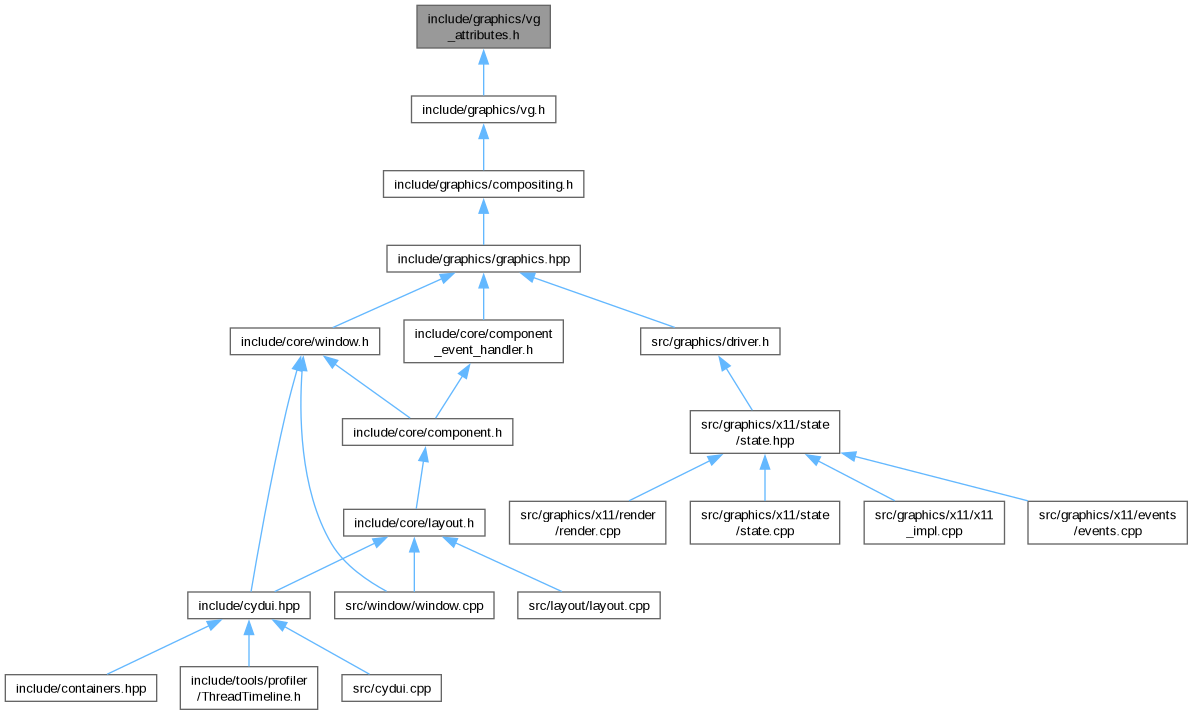 include/graphics/vg
_attributes.h
include/graphics/vg.h
include/graphics/compositing.h
include/graphics/graphics.hpp
include/core/window.h
include/core/component
_event_handler.h
src/graphics/driver.h
include/core/component.h
src/graphics/x11/state
/state.hpp
include/core/layout.h
src/graphics/x11/render
/render.cpp
src/graphics/x11/state
/state.cpp
src/graphics/x11/x11
_impl.cpp
src/graphics/x11/events
/events.cpp
include/cydui.hpp
src/window/window.cpp
src/layout/layout.cpp
include/containers.hpp
include/tools/profiler
/ThreadTimeline.h
src/cydui.cpp